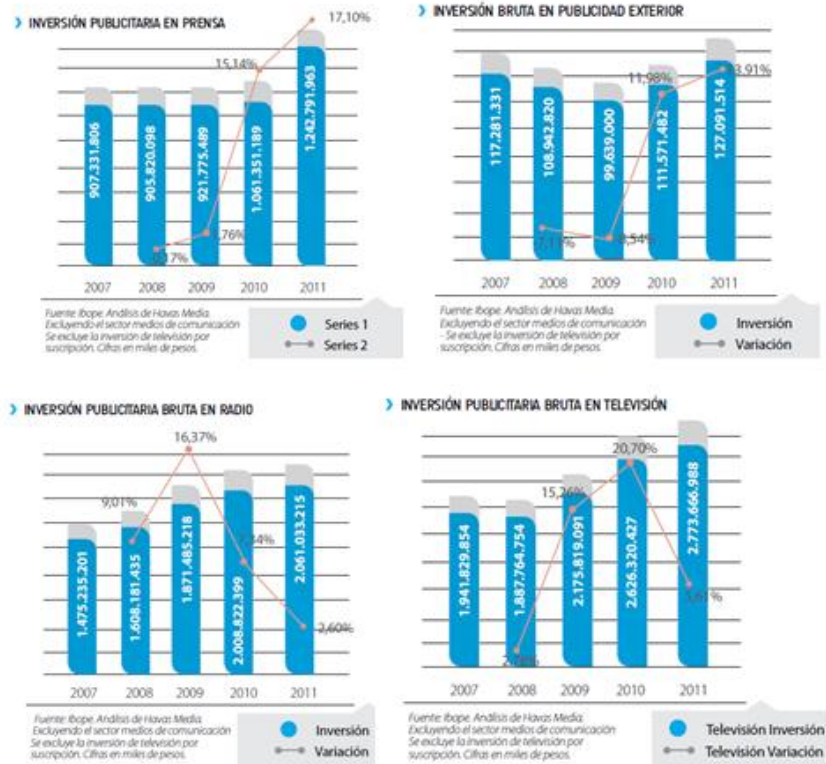 INVERSIÓN PUBLICITARIA EN PRENSA
17,10%
15,14%
1,76%
0,17%
907.331.806
905.820.098
921.775.489
1.061.351.189
1.242.791.963
2007 2008 2009 2010 2011
Fuente: Ibope. Análisis de Havas Media.
Excluyendo el sector medios de comunicación
Se excluye la inversión de televisión por
suscripción. Cifras en miles de pesos.
Series 1
Series 2
INVERSIÓN BRUTA EN PUBLICIDAD EXTERIOR
11,98%
13,91%
-7,11%
-8,54%
117.281.331
108.942.820
99.639.000
111.571.482
127.091.514
2007 2008 2009 2010 2011
Fuente: Ibope. Análisis de Havas Media.
Excluyendo el sector medios de comunicación
- Se excluye la inversión de televisión por
suscripción. Cifras en miles de pesos.
Inversión
Variación
INVERSIÓN PUBLICITARIA BRUTA EN RADIO
16,37%
9,01%
7,34%
2,60%
1.475.235.201
1.608.181.435
1.871.485.218
2.008.822.399
2.061.033.215
2007 2008 2009 2010 2011
Fuente: Ibope. Análisis de Havas Media.
Excluyendo el sector medios de comunicación
Se excluye la inversión de televisión por
suscripción. Cifras en miles de pesos.
Inversión
Variación
INVERSIÓN PUBLICITARIA BRUTA EN TELEVISIÓN
20,70%
15,26%
5,61%
1.941.829.854
1.887.764.754
2.175.819.091
2.626.320.427
2.773.666.988
2007 2008 2009 2010 2011
Fuente: Ibope. Análisis de Havas Media.
Excluyendo el sector medios de comunicación
Se excluye la inversión de televisión por
suscripción. Cifras en miles de pesos.
Televisión Inversión
Televisión Variación